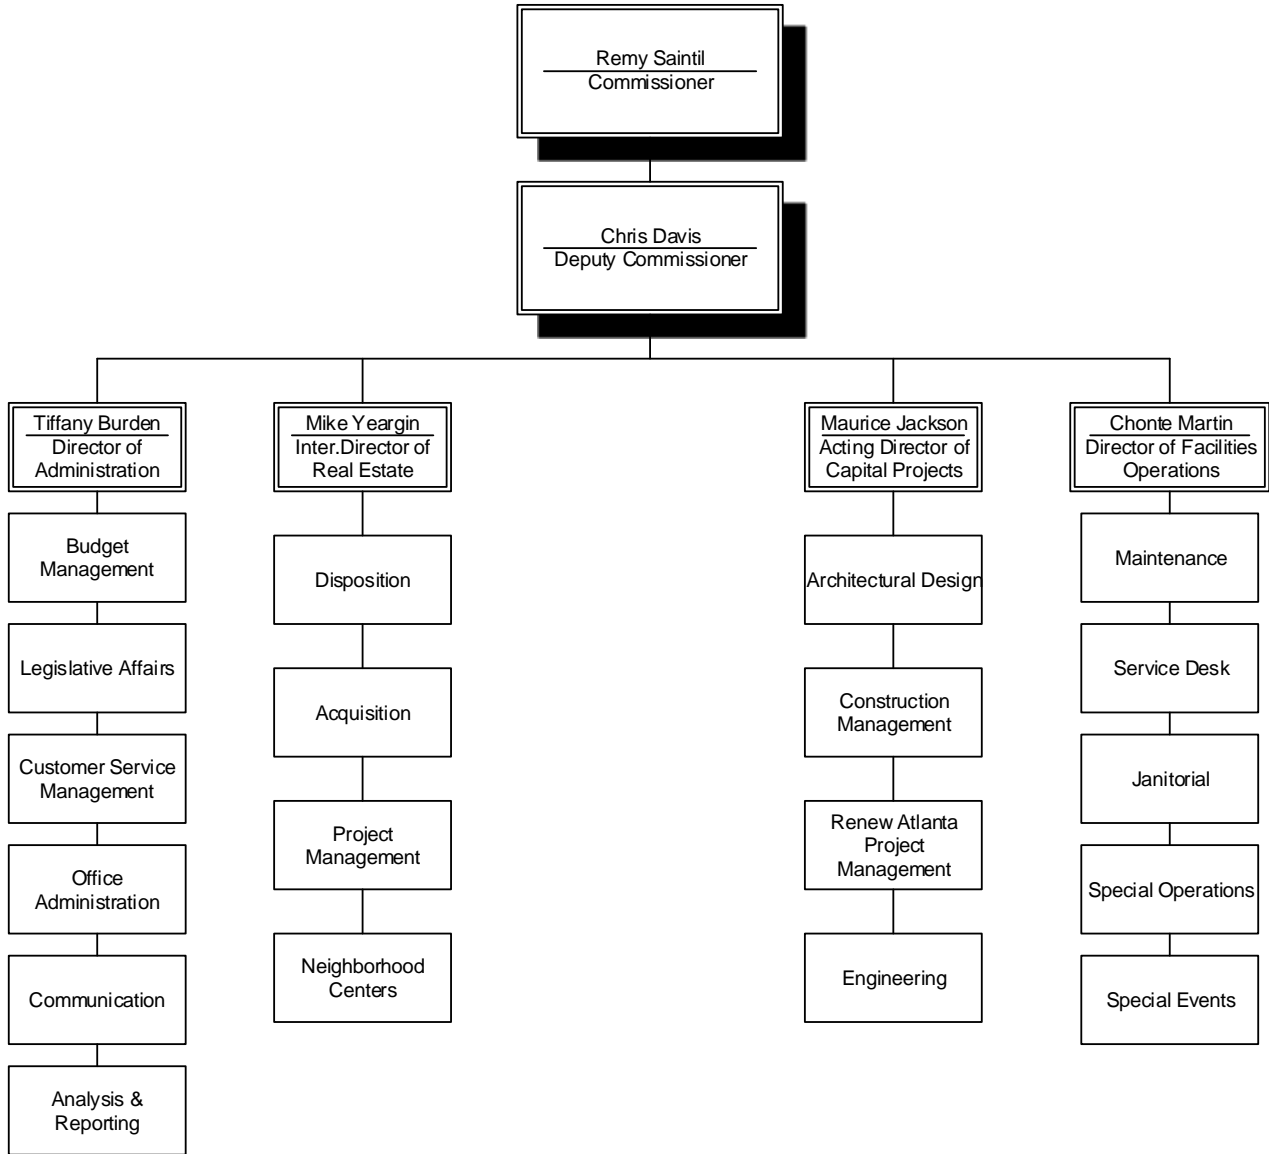 Remy Saintil
Commissioner
Chris Davis
Deputy Commissioner
Tiffany Burden
Director of
Administration
Budget
Management
Legislative Affairs
Customer Service
Management
Office
Administration
Communication
Analysis &
Reporting
Mike Yeargin
Inter.Director of
Real Estate
Disposition
Acquisition
Project
Management
Neighborhood
Centers
Maurice Jackson
Acting Director of
Capital Projects
Architectural Design
Construction
Management
Renew Atlanta
Project
Management
Engineering
Chonte Martin
Director of Facilities
Operations
Maintenance
Service Desk
Janitorial
Special Operations
Special Events